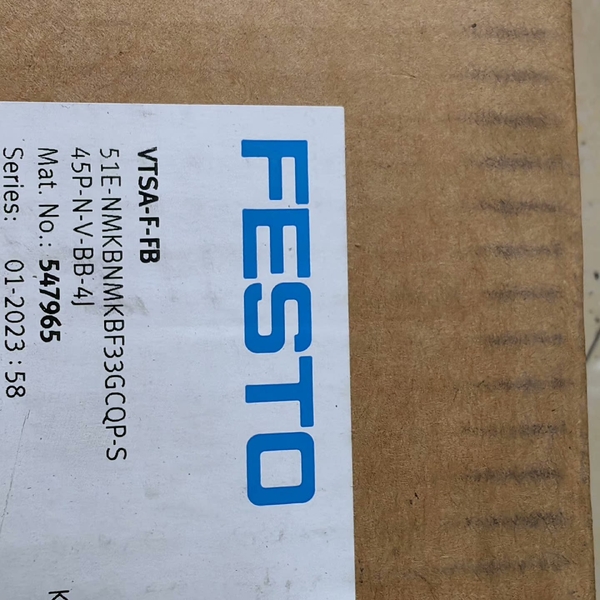 FESTO
VTSA-F-FB
51E-NMKBNMKBF33GCQP-S
45P-N-V-BB-4J
Mat. No.: 547965
Series: 01-2023:58
K